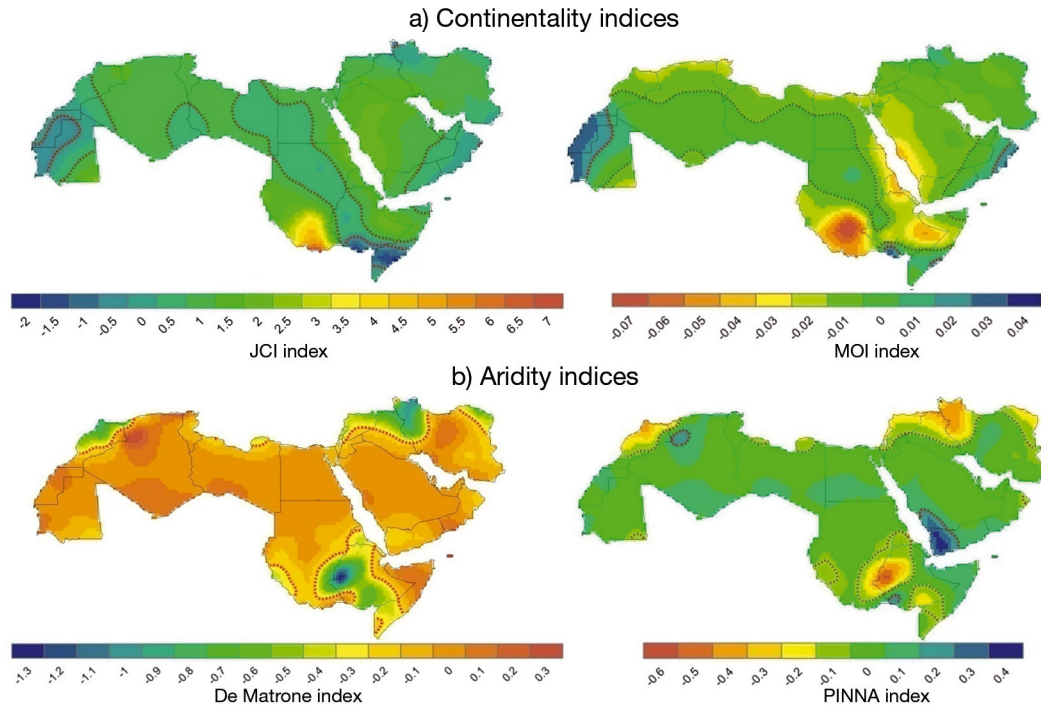 a) Continentality indices
-2 -1.5 -1 -0.5 0 0.5 1 1.5 2 2.5 3 3.5 4 4.5 5 5.5 6 6.5 7
JCI index
-0.07 -0.06 -0.05 -0.04 -0.03 -0.02 -0.01 0 0.01 0.02 0.03 0.04
MOI index
b) Aridity indices
-1.3 -1.2 -1.1 -1 -0.9 -0.8 -0.7 -0.6 -0.5 -0.4 -0.3 -0.2 -0.1 0 0.1 0.2 0.3
De Matrone index
-0.6 -0.5 -0.4 -0.3 -0.2 -0.1 0 0.1 0.2 0.3 0.4
PINNA index